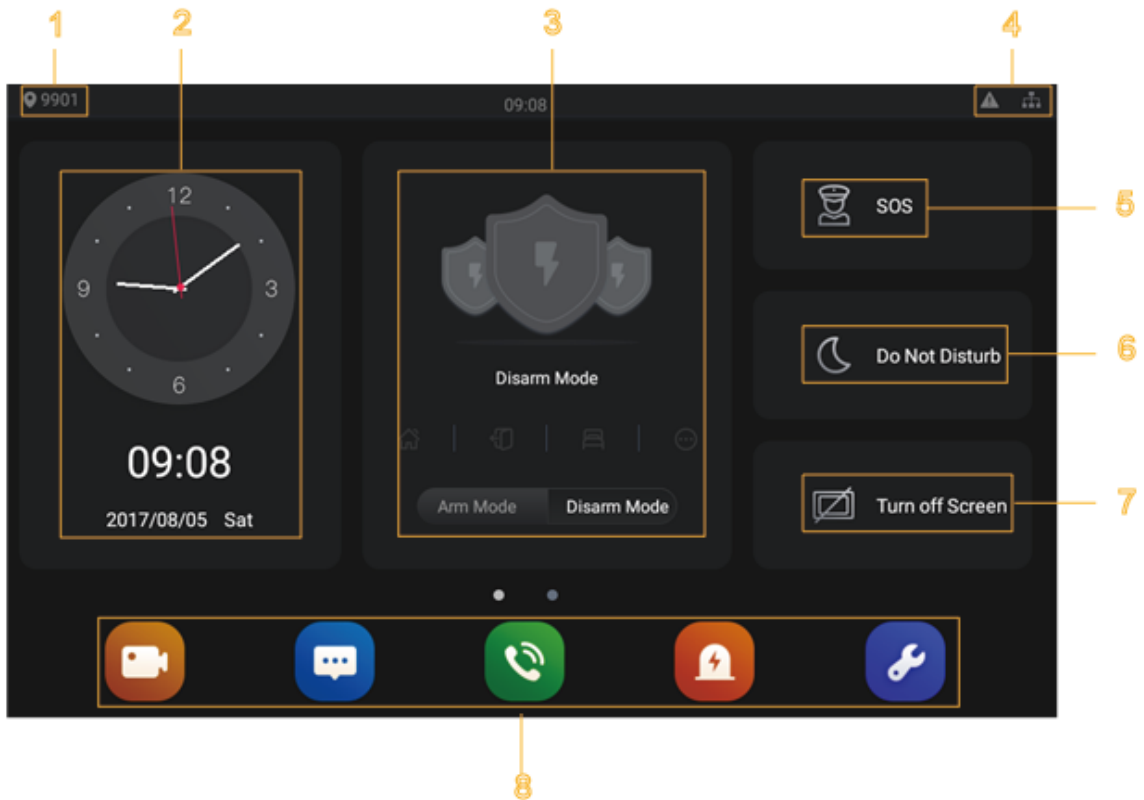 1 2 3 4
9901 09:08
12
9 3
6
09:08
2017/08/05 Sat
Disarm Mode
Arm Mode Disarm Mode
SOS 5
Do Not Disturb 6
Turn off Screen 7
8